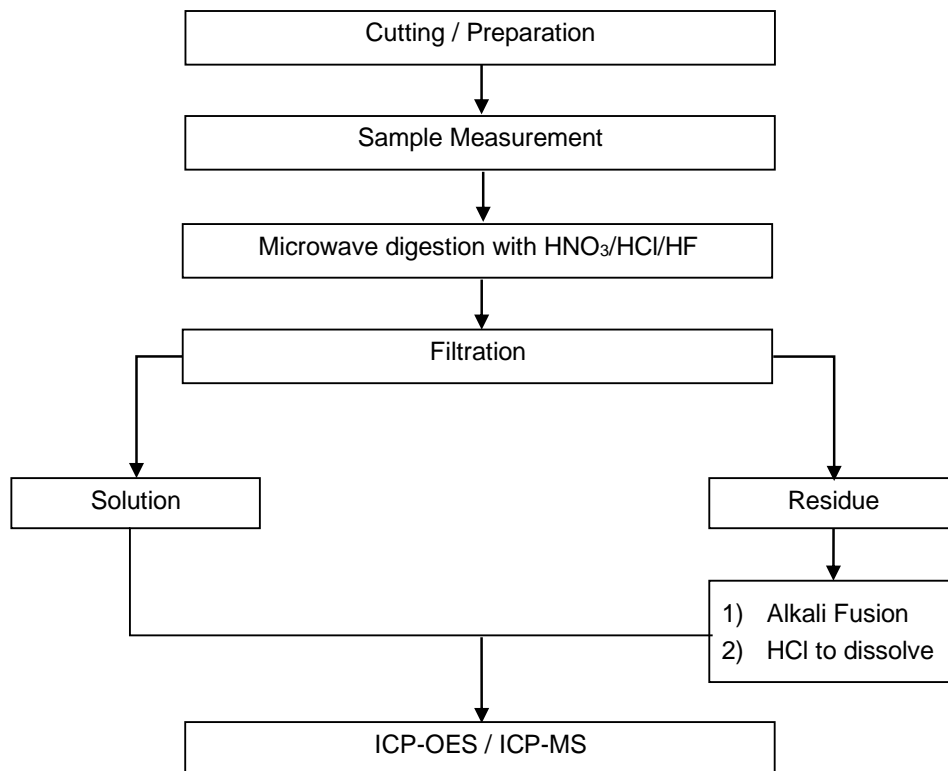 Cutting / Preparation
Sample Measurement
Microwave digestion with HNO₃/HCl/HF
Filtration
Solution
Residue
1) Alkali Fusion
2) HCl to dissolve
ICP-OES / ICP-MS